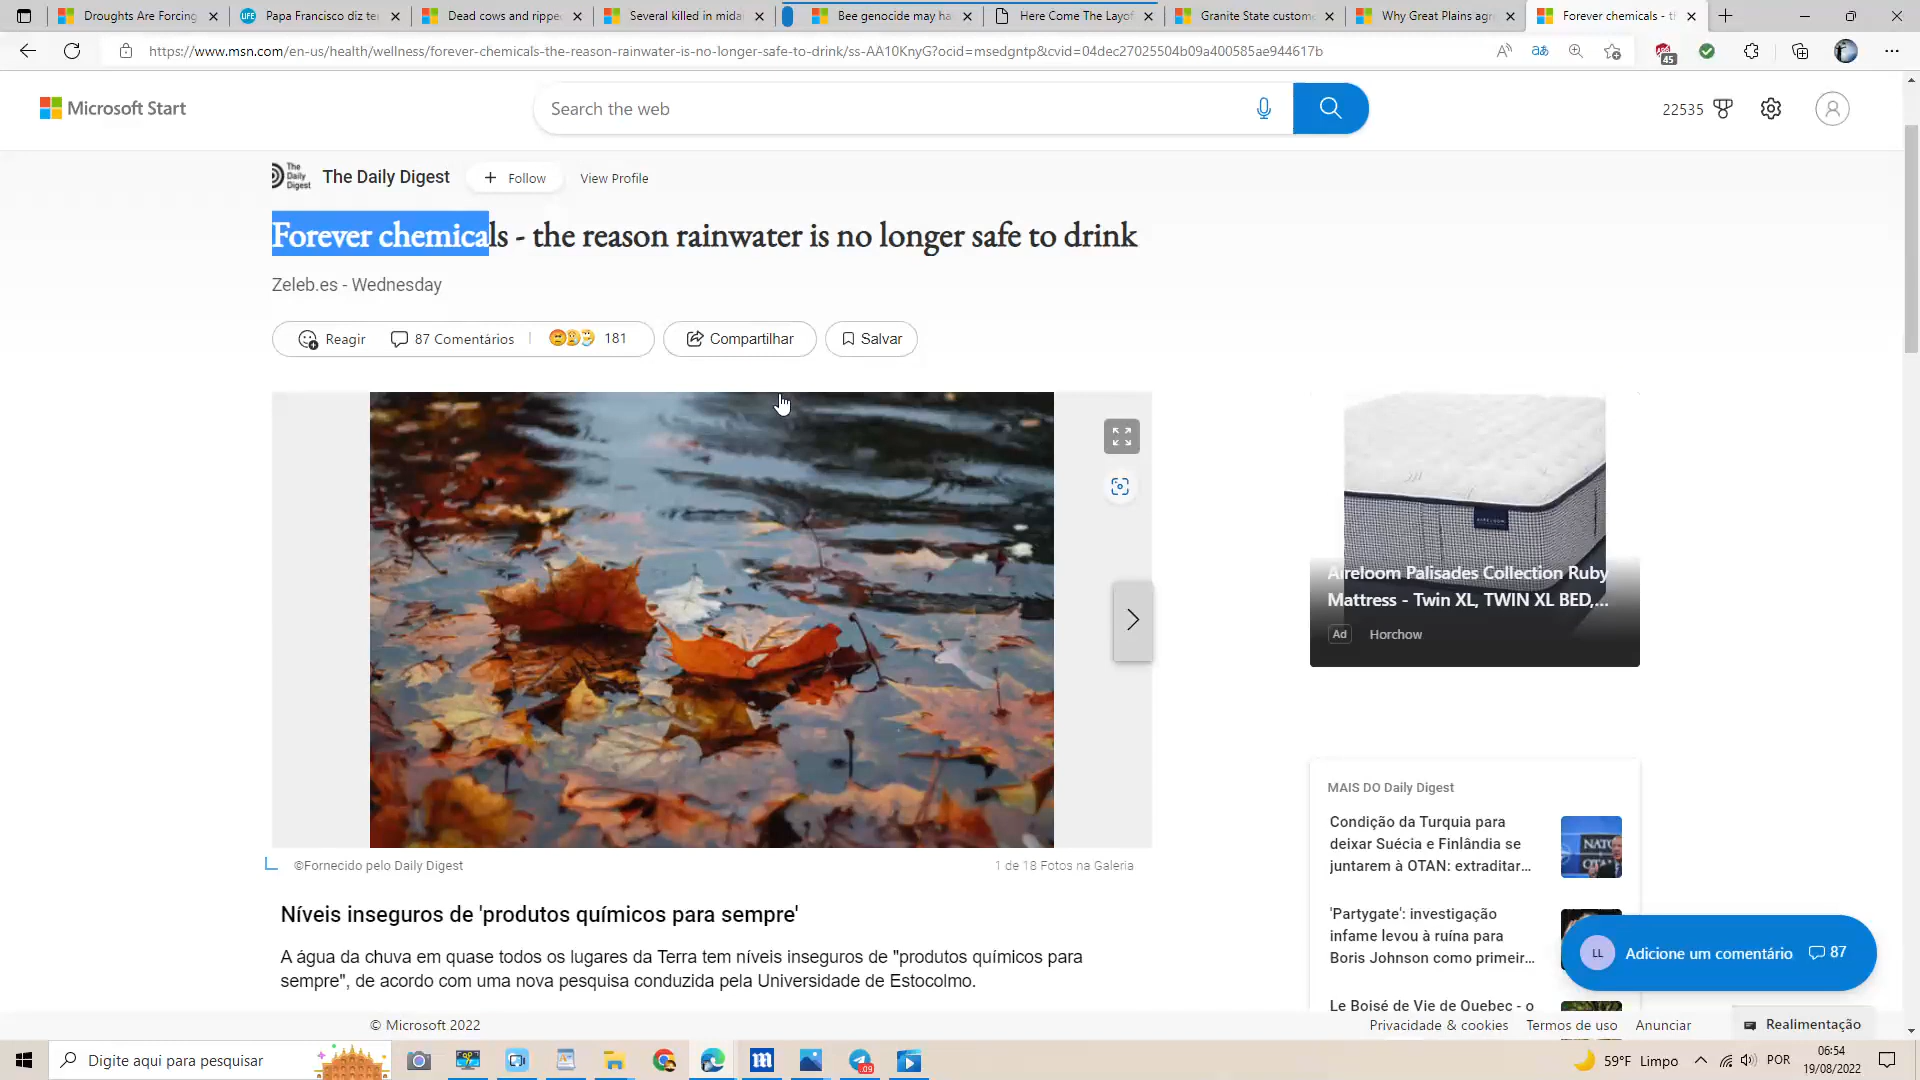 Droughts Are Forcing
Papa Francisco diz te
Dead cows and rippe
Several killed in mida
Bee genocide may ha
Here Come The Layof
Granite State custome
Why Great Plains agr
Forever chemicals - t
https://www.msn.com/en-us/health/wellness/forever-chemicals-the-reason-rainwater-is-no-longer-safe-to-drink/ss-AA10KnyG?ocid=msedgntp&cvid=04dec27025504b09a400585ae944617b
45
Microsoft Start
Search the web
22535
The Daily Digest
The Daily Digest
Follow
View Profile
Forever chemicals - the reason rainwater is no longer safe to drink
Zeleb.es - Wednesday
Reagir
87 Comentários
181
Compartilhar
Salvar
Aireloom Palisades Collection Ruby
Mattress - Twin XL, TWIN XL BED,...
Ad
Horchow
©Fornecido pelo Daily Digest
1 de 18 Fotos na Galeria
Níveis inseguros de 'produtos químicos para sempre'
A água da chuva em quase todos os lugares da Terra tem níveis inseguros de "produtos químicos para
sempre", de acordo com uma nova pesquisa conduzida pela Universidade de Estocolmo.
MAIS DO Daily Digest
Condição da Turquia para
deixar Suécia e Finlândia se
juntarem à OTAN: extraditar...
NATO
OTAN
'Partygate': investigação
infame levou à ruína para
Boris Johnson como primeir...
LL
Adicione um comentário
87
Le Boisé de Vie de Quebec - o
© Microsoft 2022
Privacidade & cookies
Termos de uso
Anunciar
Realimentação
Digite aqui para pesquisar
.09
59°F Limpo
POR
06:54
19/08/2022